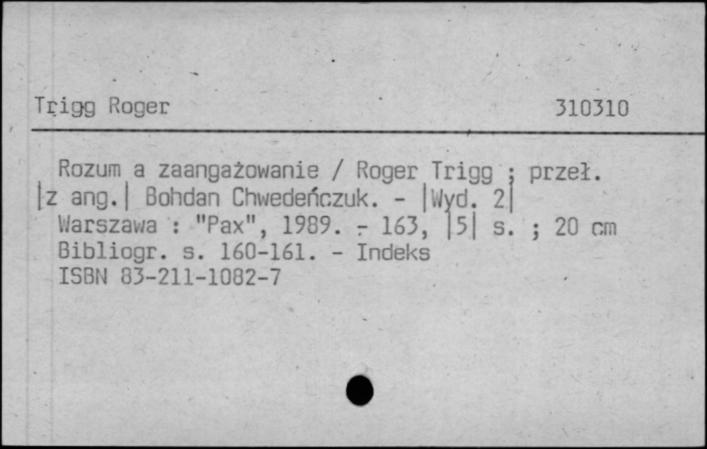 Trigg Roger 310310
Rozum a zaangażowanie / Roger Trigg ; przeł.
|z ang.| Bohdan Chwedeńczuk. - |Wyd. 2|
Warszawa : "Pax", 1989. - 163, |5| s. ; 20 cm
Bibliogr. s. 160-161. - Indeks
ISBN 83-211-1082-7